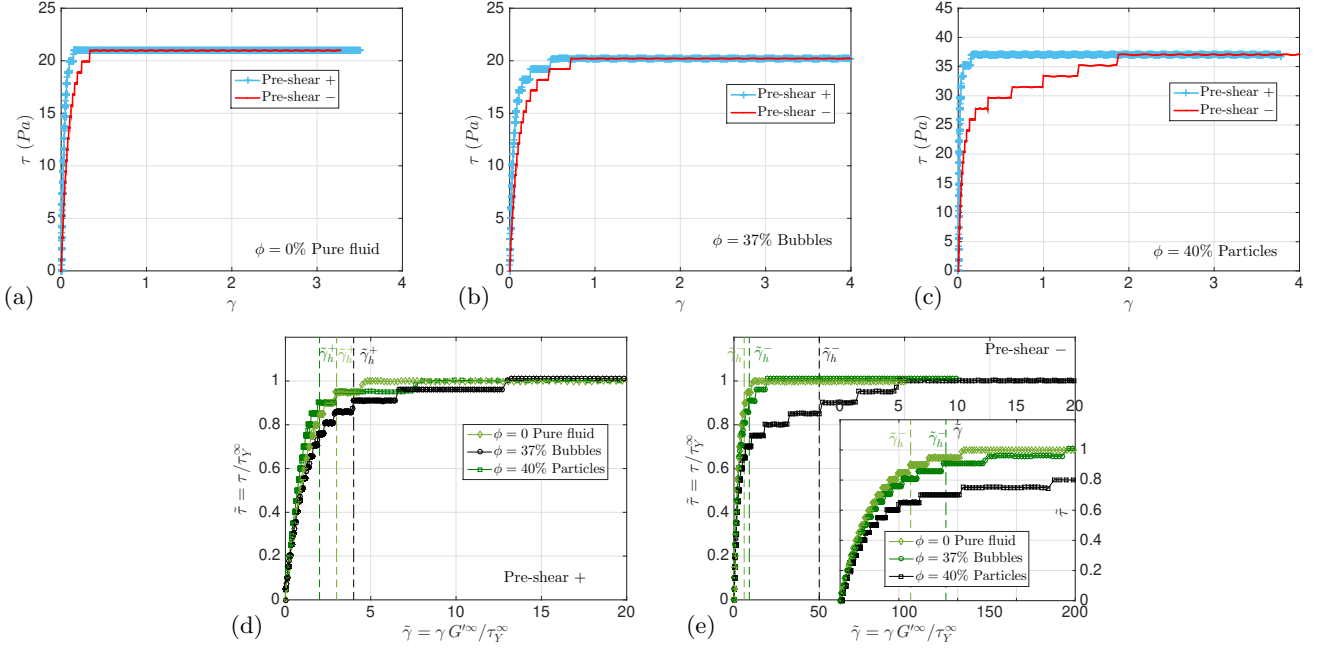 25
20
15
10
5
0
τ (Pa)
Pre-shear +
Pre-shear −
ϕ = 0% Pure fluid
0 1 2 3 4
γ
(a)
25
20
15
10
5
0
τ (Pa)
Pre-shear +
Pre-shear −
ϕ = 37% Bubbles
0 1 2 3 4
γ
(b)
45
40
35
30
25
20
15
10
5
0
τ (Pa)
Pre-shear +
Pre-shear −
ϕ = 40% Particles
0 1 2 3 4
γ
(c)
γ̃ₕ⁺ γ̃ₕ⁺ γ̃ₕ⁺
1
0.8
0.6
0.4
0.2
0
τ̃ = τ/τ_Y^∞
ϕ = 0 Pure fluid
ϕ = 37% Bubbles
ϕ = 40% Particles
Pre-shear +
0 5 10 15 20
γ̃ = γ G′^∞/τ_Y^∞
(d)
γ̃ₕ⁻ γ̃ₕ⁻ γ̃ₕ⁻
Pre-shear −
1
0.8
0.6
0.4
0.2
0
τ̃ = τ/τ_Y^∞
0 5 10 15 20
γ̃
γ̃ₕ⁻ γ̃ₕ⁻
1
0.8
0.6
0.4
0.2
0
τ̃
ϕ = 0 Pure fluid
ϕ = 37% Bubbles
ϕ = 40% Particles
0 50 100 150 200
γ̃ = γ G′^∞/τ_Y^∞
(e)